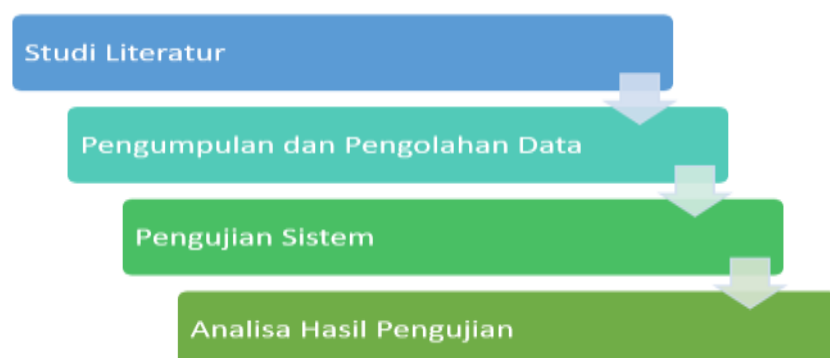 Studi Literatur
Pengumpulan dan Pengolahan Data
Pengujian Sistem
Analisa Hasil Pengujian